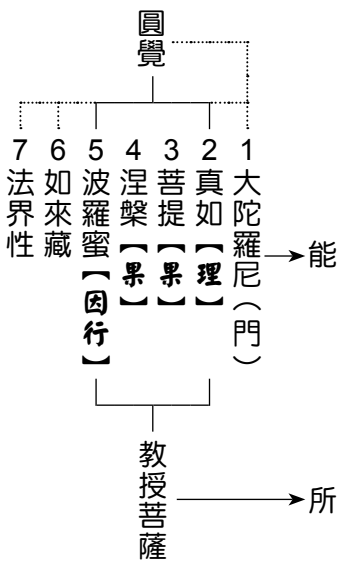 圓覺
1大陀羅尼（門）
2真如【理】
3菩提【果】
4涅槃【果】
5波羅蜜【因行】
6如來藏
7法界性
能
教授菩薩
所